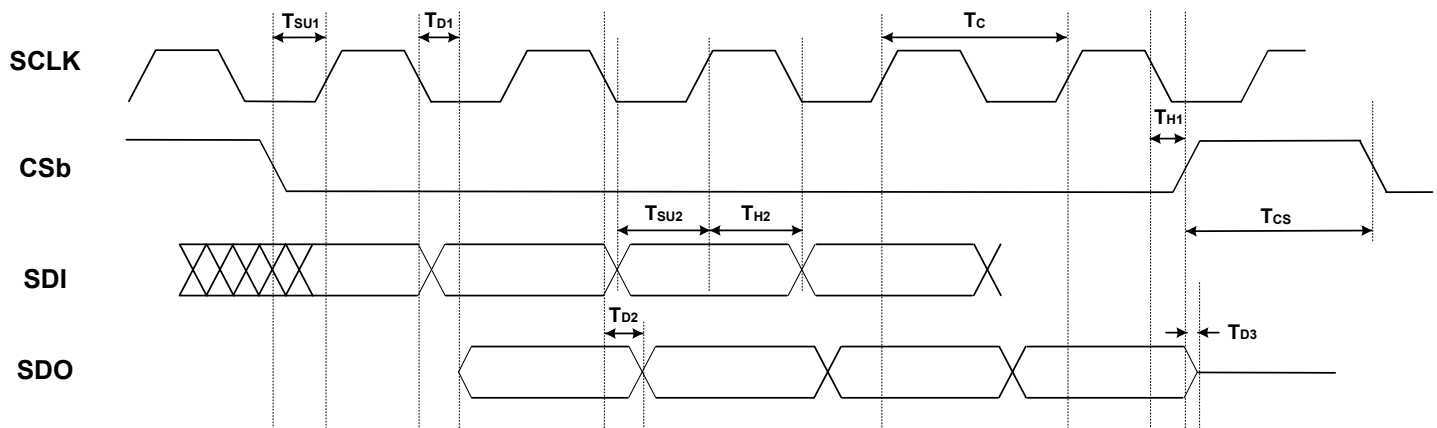 TSU1
TD1
TC
SCLK
TH1
CSb
TSU2
TH2
TCS
SDI
TD2
TD3
SDO